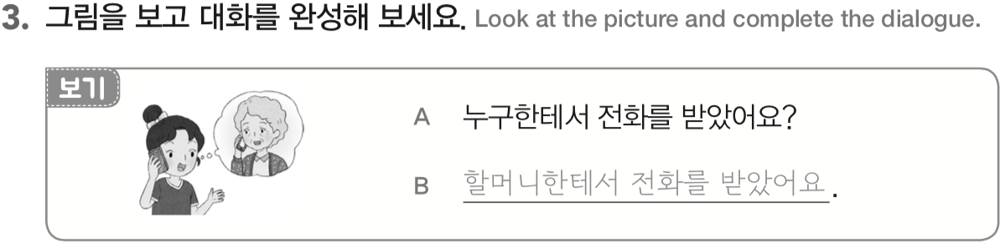 3. 그림을 보고 대화를 완성해 보세요. Look at the picture and complete the dialogue.
보기
A 누구한테서 전화를 받았어요?
B 할머니한테서 전화를 받았어요.